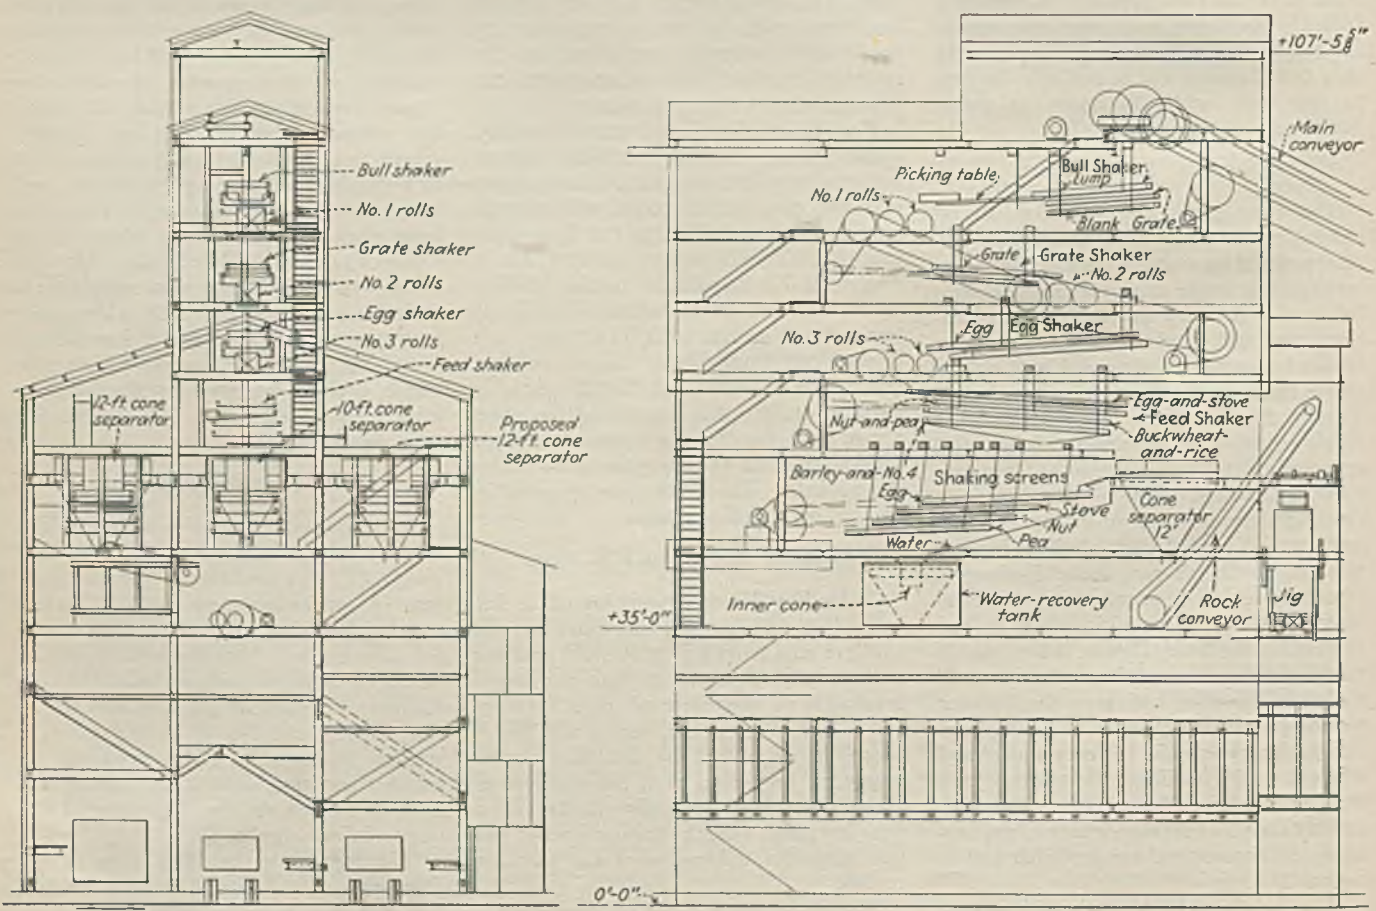 Bull shaker
No. 1 rolls
Grate shaker
No. 2 rolls
Egg shaker
No. 3 rolls
Feed shaker
12-ft. cone
separator
10-ft. cone
separator
Proposed
12-ft. cone
separator
+107'-5 5/8"
Main
conveyor
Bull Shaker
Lump
Picking table
No. 1 rolls
Blank Grate
Grate
Grate Shaker
No. 2 rolls
No. 3 rolls
Egg
Egg Shaker
Egg-and-stove
Nut-and-pea
Feed Shaker
Buckwheat-
and-rice
Barley-and-No. 4
Shaking screens
Egg
Stove
Nut
Pea
Cone
separator
12'
Water
Inner cone
Water-recovery
tank
Rock
conveyor
Jig
+35'-0"
0'-0"